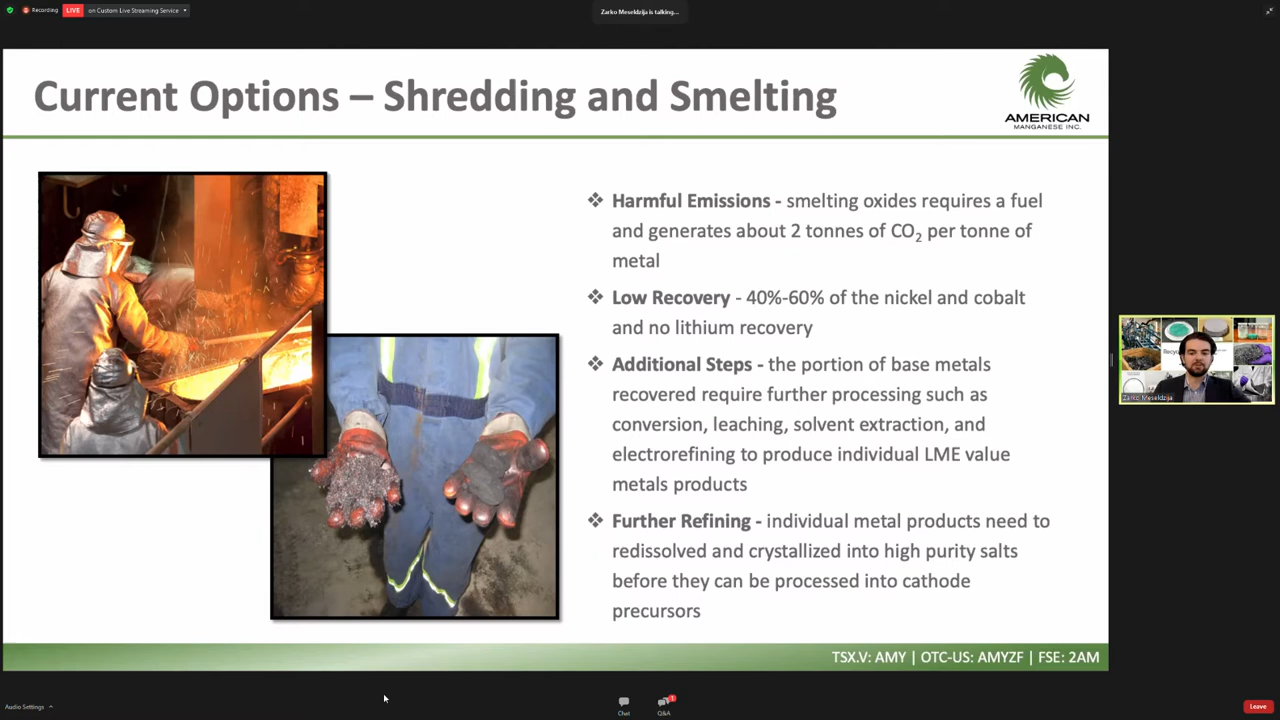 Recording
LIVE
on Custom Live Streaming Service
Zarko Meseldzija is talking...
Current Options – Shredding and Smelting
AMERICAN
MANGANESE INC.
❖ Harmful Emissions - smelting oxides requires a fuel
and generates about 2 tonnes of CO₂ per tonne of
metal
❖ Low Recovery - 40%-60% of the nickel and cobalt
and no lithium recovery
❖ Additional Steps - the portion of base metals
recovered require further processing such as
conversion, leaching, solvent extraction, and
electrorefining to produce individual LME value
metals products
❖ Further Refining - individual metal products need to
redissolved and crystallized into high purity salts
before they can be processed into cathode
precursors
Zarko Meseldzija
TSX.V: AMY | OTC-US: AMYZF | FSE: 2AM
Audio Settings
Chat
1
Q&A
Leave